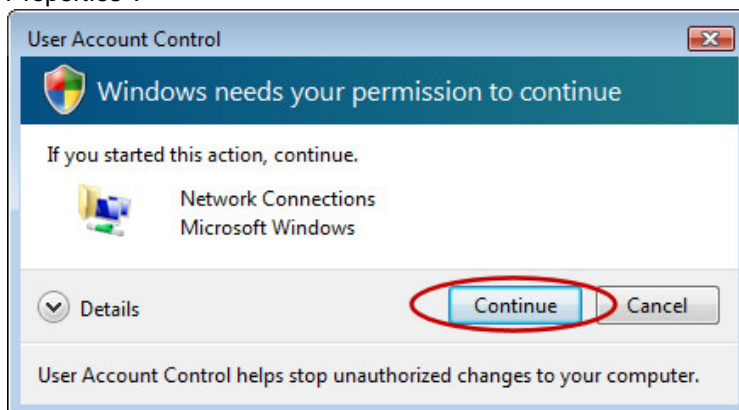 User Account Control
Windows needs your permission to continue
If you started this action, continue.
Network Connections
Microsoft Windows
Details
Continue
Cancel
User Account Control helps stop unauthorized changes to your computer.